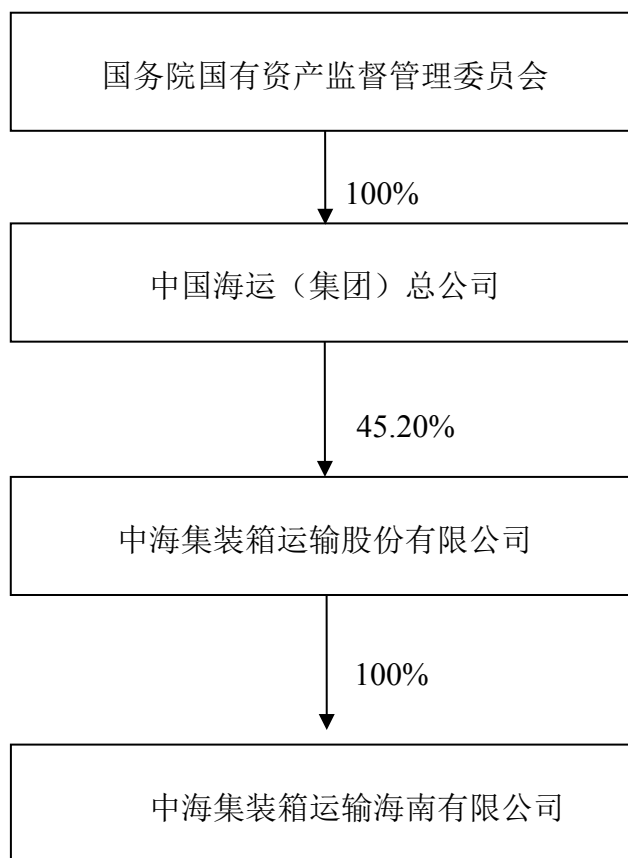 国务院国有资产监督管理委员会
100%
中国海运（集团）总公司
45.20%
中海集装箱运输股份有限公司
100%
中海集装箱运输海南有限公司